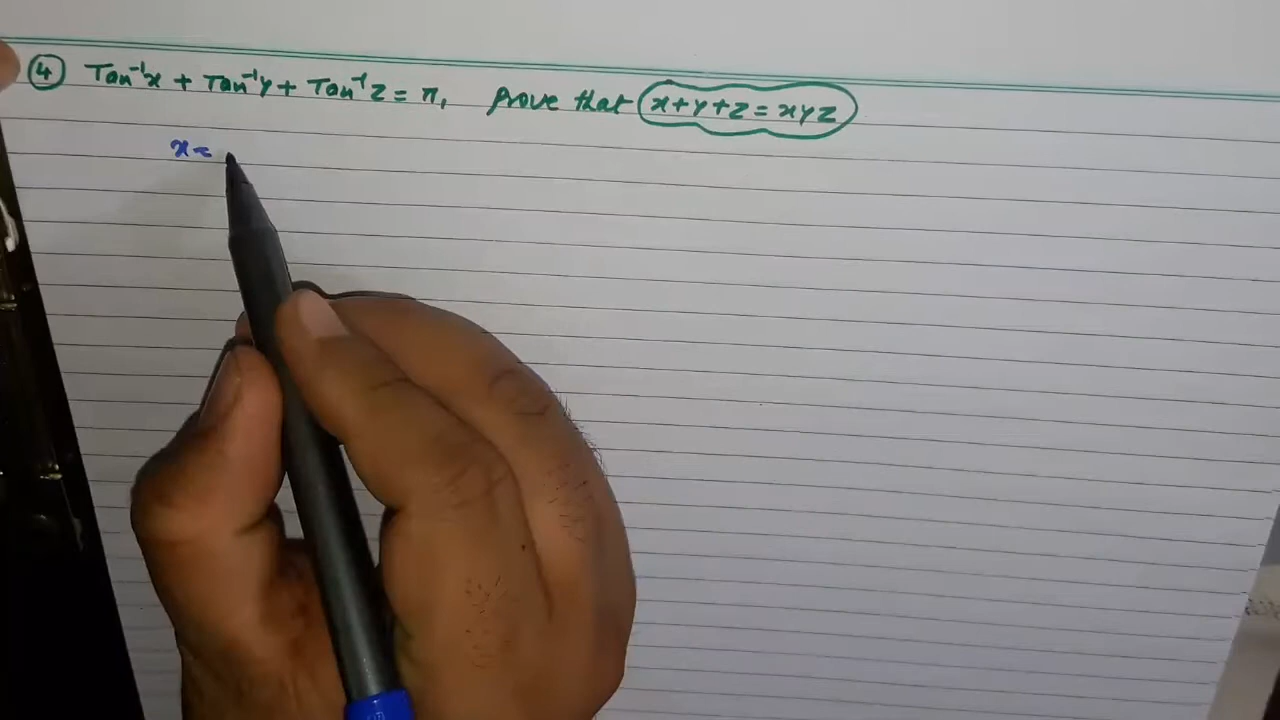 ④ Tan⁻¹x + Tan⁻¹y + Tan⁻¹z = π, prove that x+y+z = xyz
x =